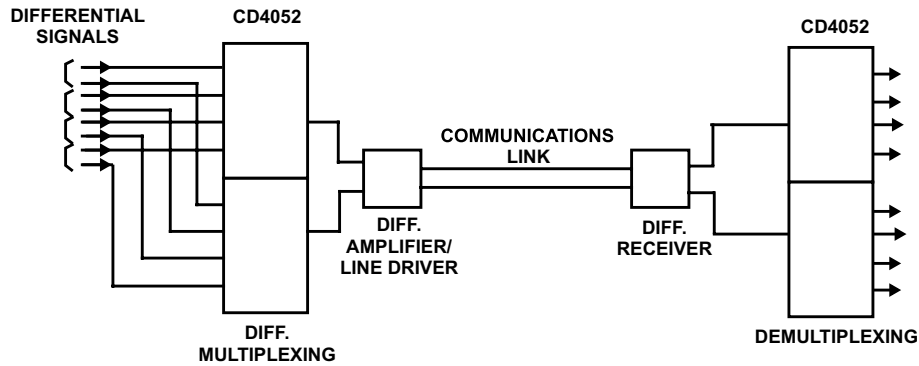 DIFFERENTIAL
SIGNALS
CD4052
CD4052
COMMUNICATIONS
LINK
DIFF.
AMPLIFIER/
LINE DRIVER
DIFF.
RECEIVER
DIFF.
MULTIPLEXING
DEMULTIPLEXING